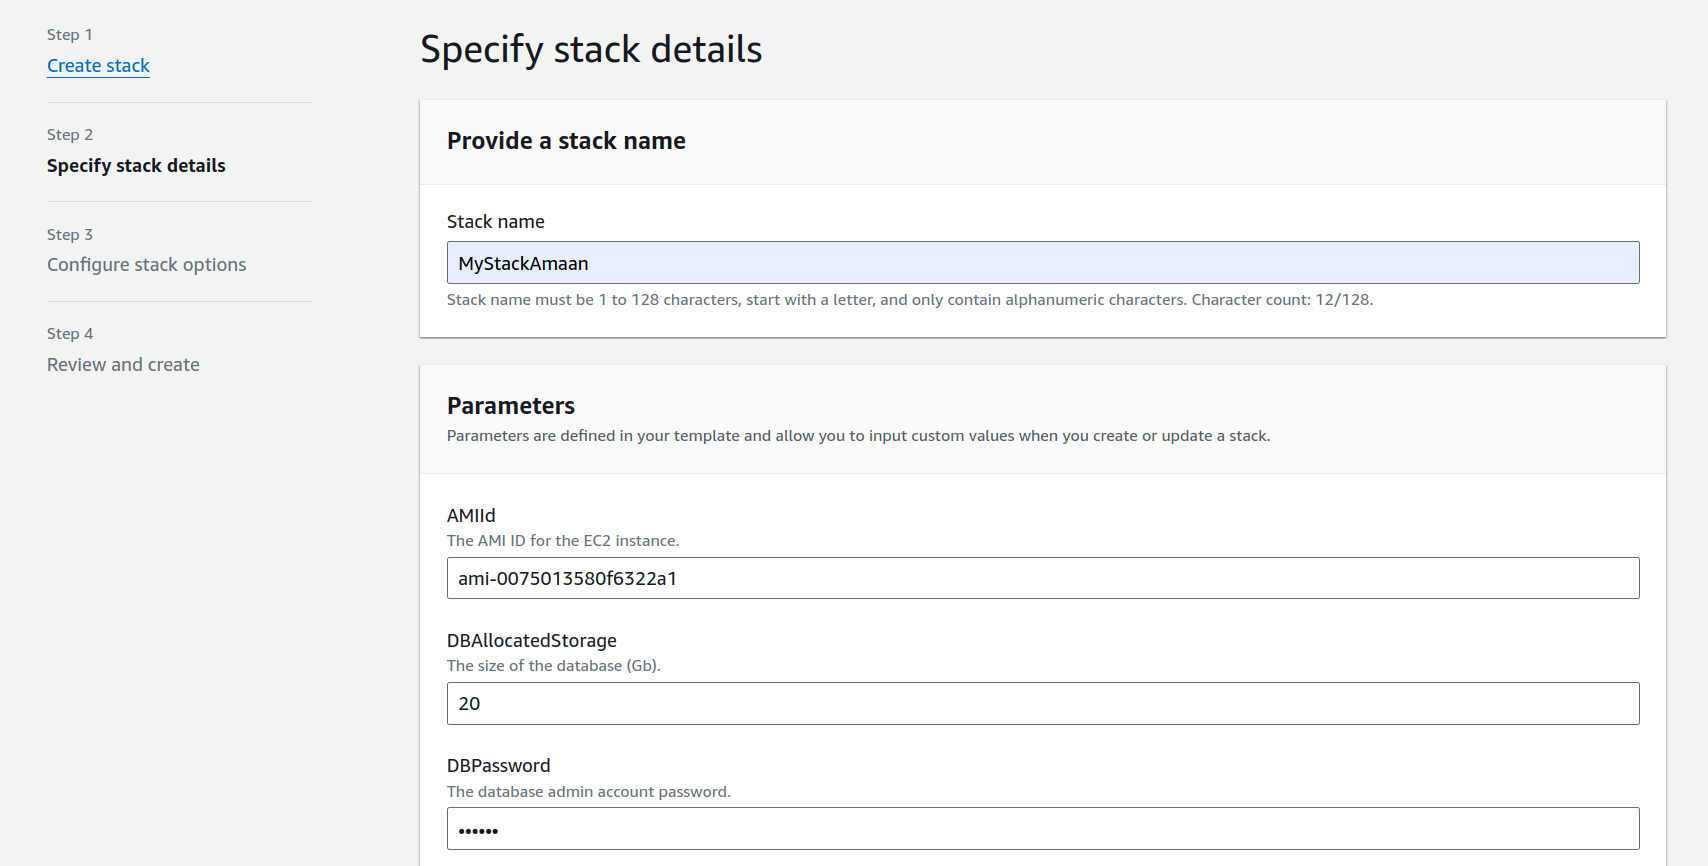 Step 1
Create stack
Step 2
Specify stack details
Step 3
Configure stack options
Step 4
Review and create
Specify stack details
Provide a stack name
Stack name
MyStackAmaan
Stack name must be 1 to 128 characters, start with a letter, and only contain alphanumeric characters. Character count: 12/128.
Parameters
Parameters are defined in your template and allow you to input custom values when you create or update a stack.
AMIId
The AMI ID for the EC2 instance.
ami-0075013580f6322a1
DBAllocatedStorage
The size of the database (Gb).
20
DBPassword
The database admin account password.
••••••